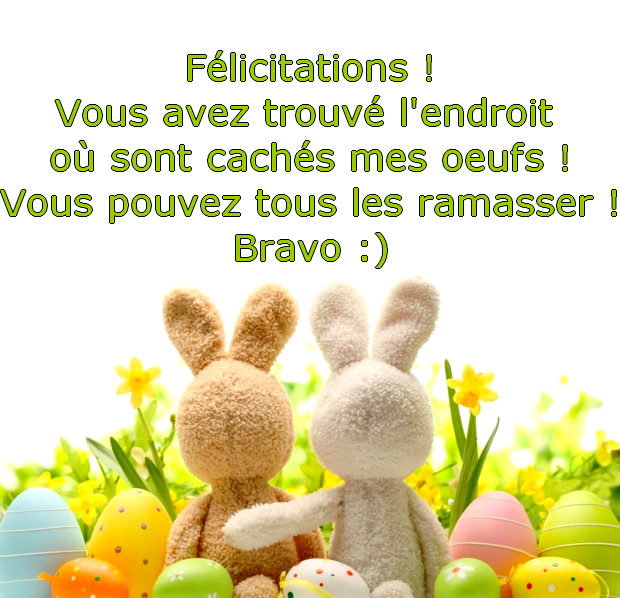 Félicitations !
Vous avez trouvé l'endroit
où sont cachés mes oeufs !
Vous pouvez tous les ramasser !
Bravo :)